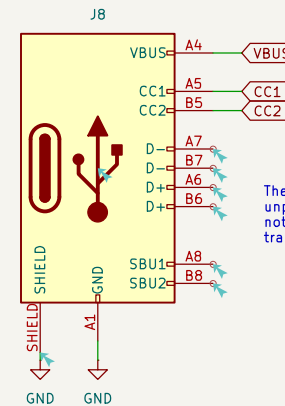 J8
VBUS A4 VBUS
CC1 A5 CC1
CC2 B5 CC2
D- A7
D- B7
D+ A6
D+ B6
The
unp
not
tra
SBU1 A8
SBU2 B8
SHIELD GND
SHIELD A1
GND GND